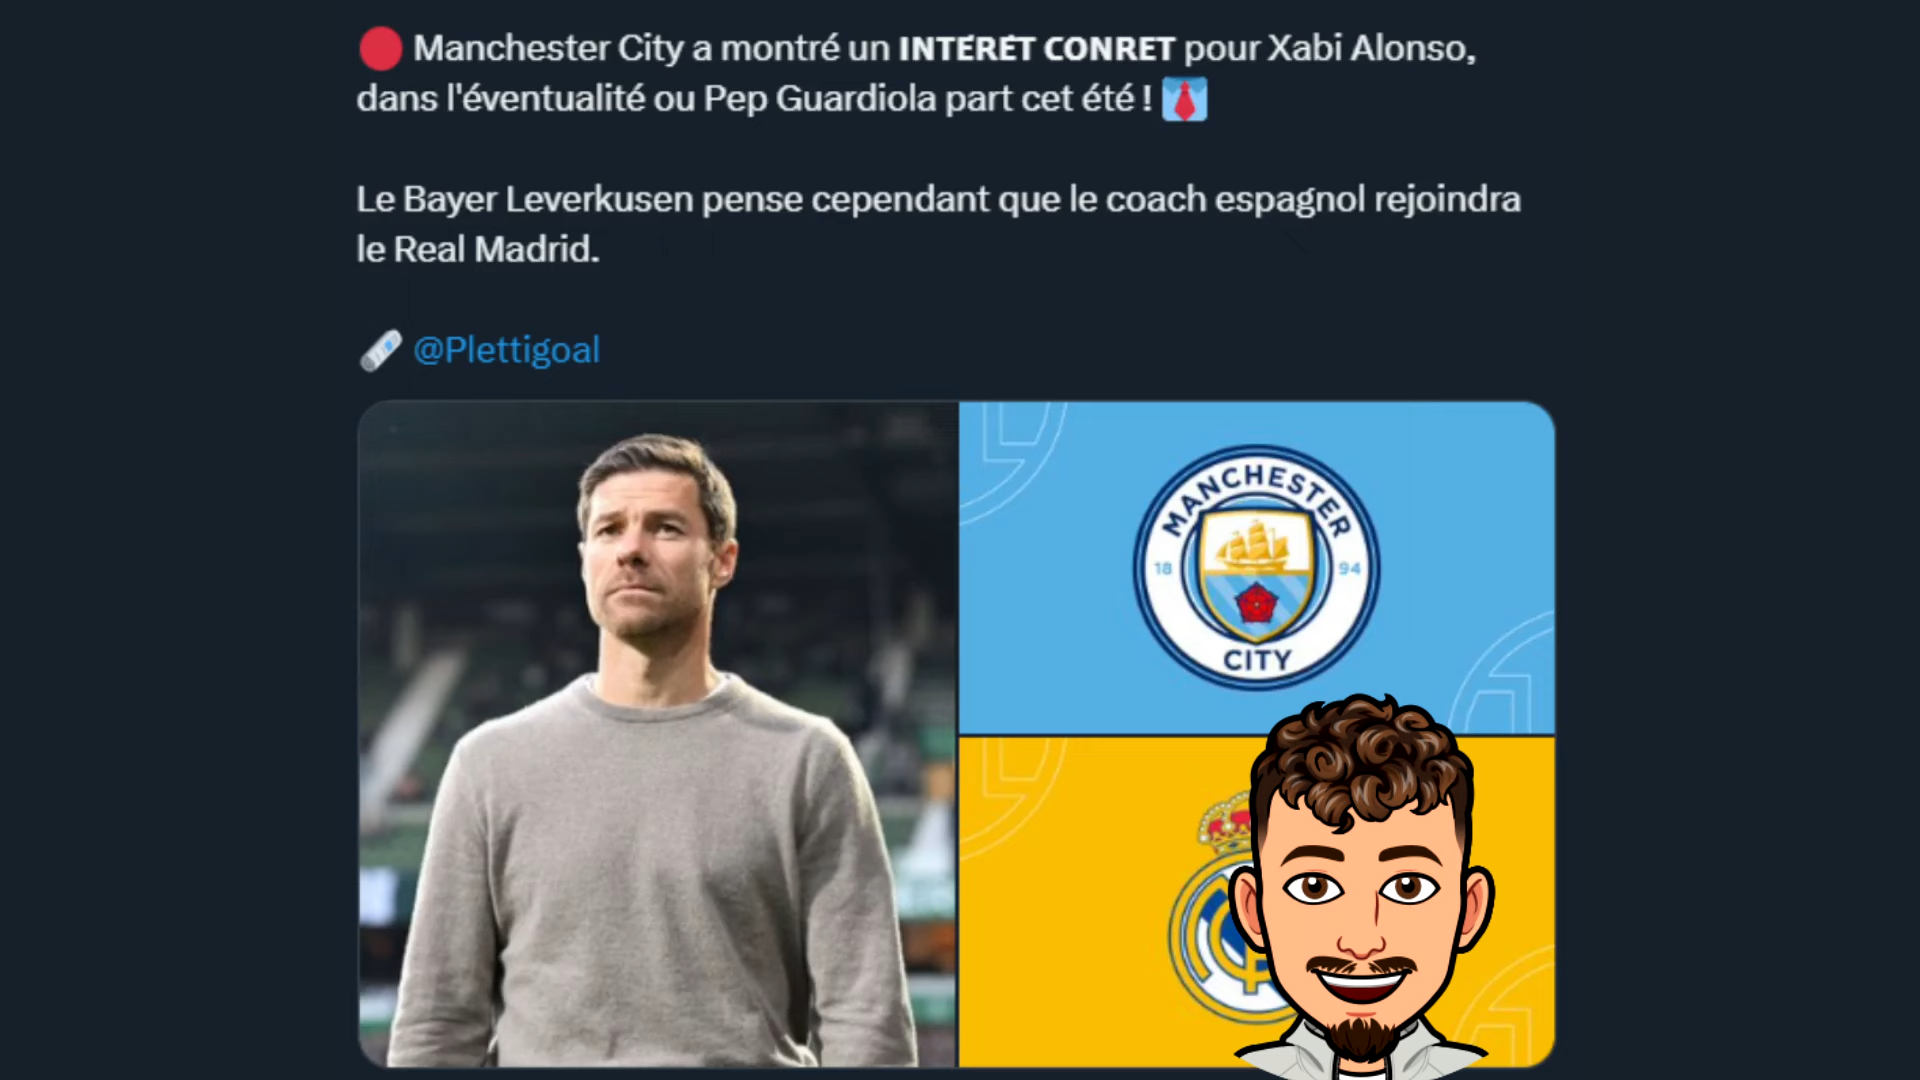 Manchester City a montré un INTÉRÊT CONRET pour Xabi Alonso,
dans l'éventualité ou Pep Guardiola part cet été !
Le Bayer Leverkusen pense cependant que le coach espagnol rejoindra
le Real Madrid.
@Plettigoal
MANCHESTER
18 94
CITY